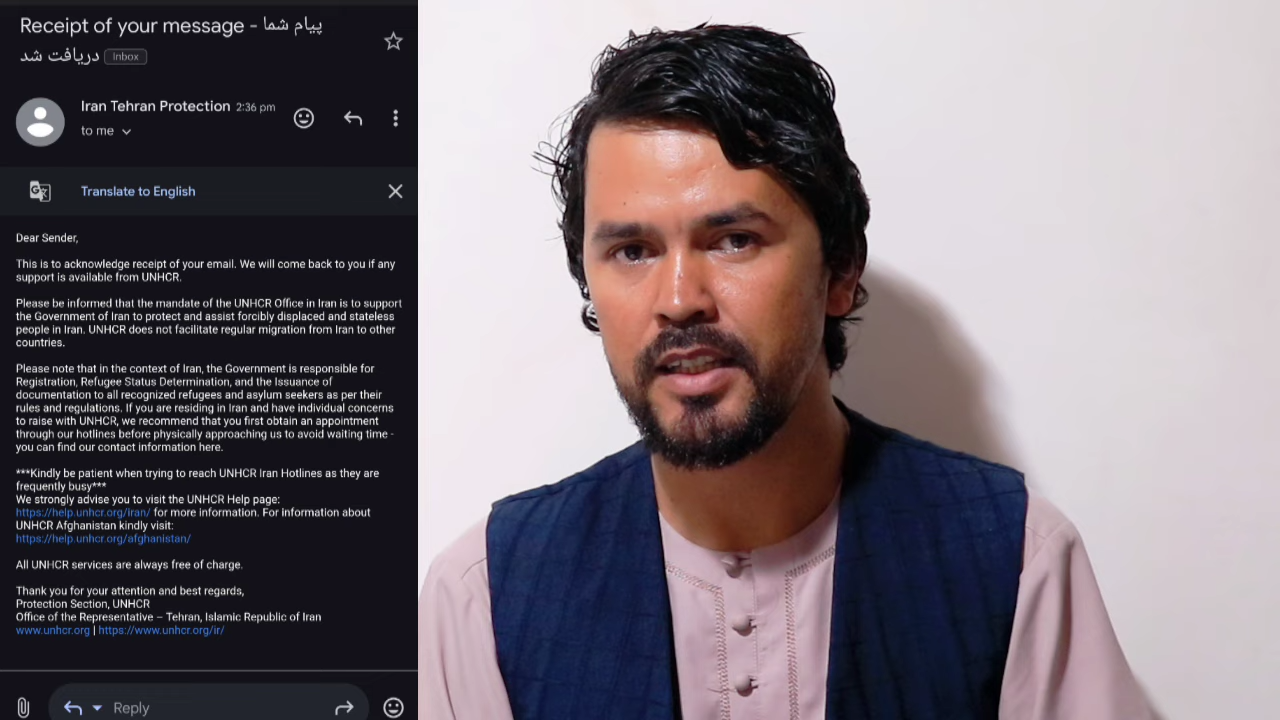 Receipt of your message - پیام شما
دریافت شد Inbox
Iran Tehran Protection 2:36 pm
to me
Translate to English
Dear Sender,
This is to acknowledge receipt of your email. We will come back to you if any
support is available from UNHCR.
Please be informed that the mandate of the UNHCR Office in Iran is to support
the Government of Iran to protect and assist forcibly displaced and stateless
people in Iran. UNHCR does not facilitate regular migration from Iran to other
countries.
Please note that in the context of Iran, the Government is responsible for
Registration, Refugee Status Determination, and the Issuance of
documentation to all recognized refugees and asylum seekers as per their
rules and regulations. If you are residing in Iran and have individual concerns
to raise with UNHCR, we recommend that you first obtain an appointment
through our hotlines before physically approaching us to avoid waiting time -
you can find our contact information here.
***Kindly be patient when trying to reach UNHCR Iran Hotlines as they are
frequently busy***
We strongly advise you to visit the UNHCR Help page:
https://help.unhcr.org/iran/ for more information. For information about
UNHCR Afghanistan kindly visit:
https://help.unhcr.org/afghanistan/
All UNHCR services are always free of charge.
Thank you for your attention and best regards,
Protection Section, UNHCR
Office of the Representative – Tehran, Islamic Republic of Iran
www.unhcr.org | https://www.unhcr.org/ir/
Reply